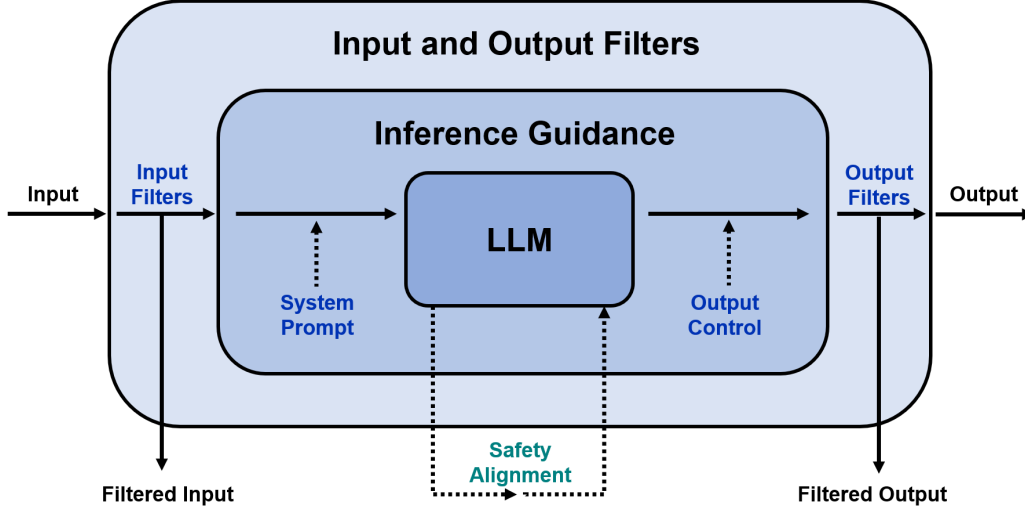 Input and Output Filters
Inference Guidance
Input
Filters
Output
Filters
Input
Output
LLM
System
Prompt
Output
Control
Safety
Alignment
Filtered Input
Filtered Output